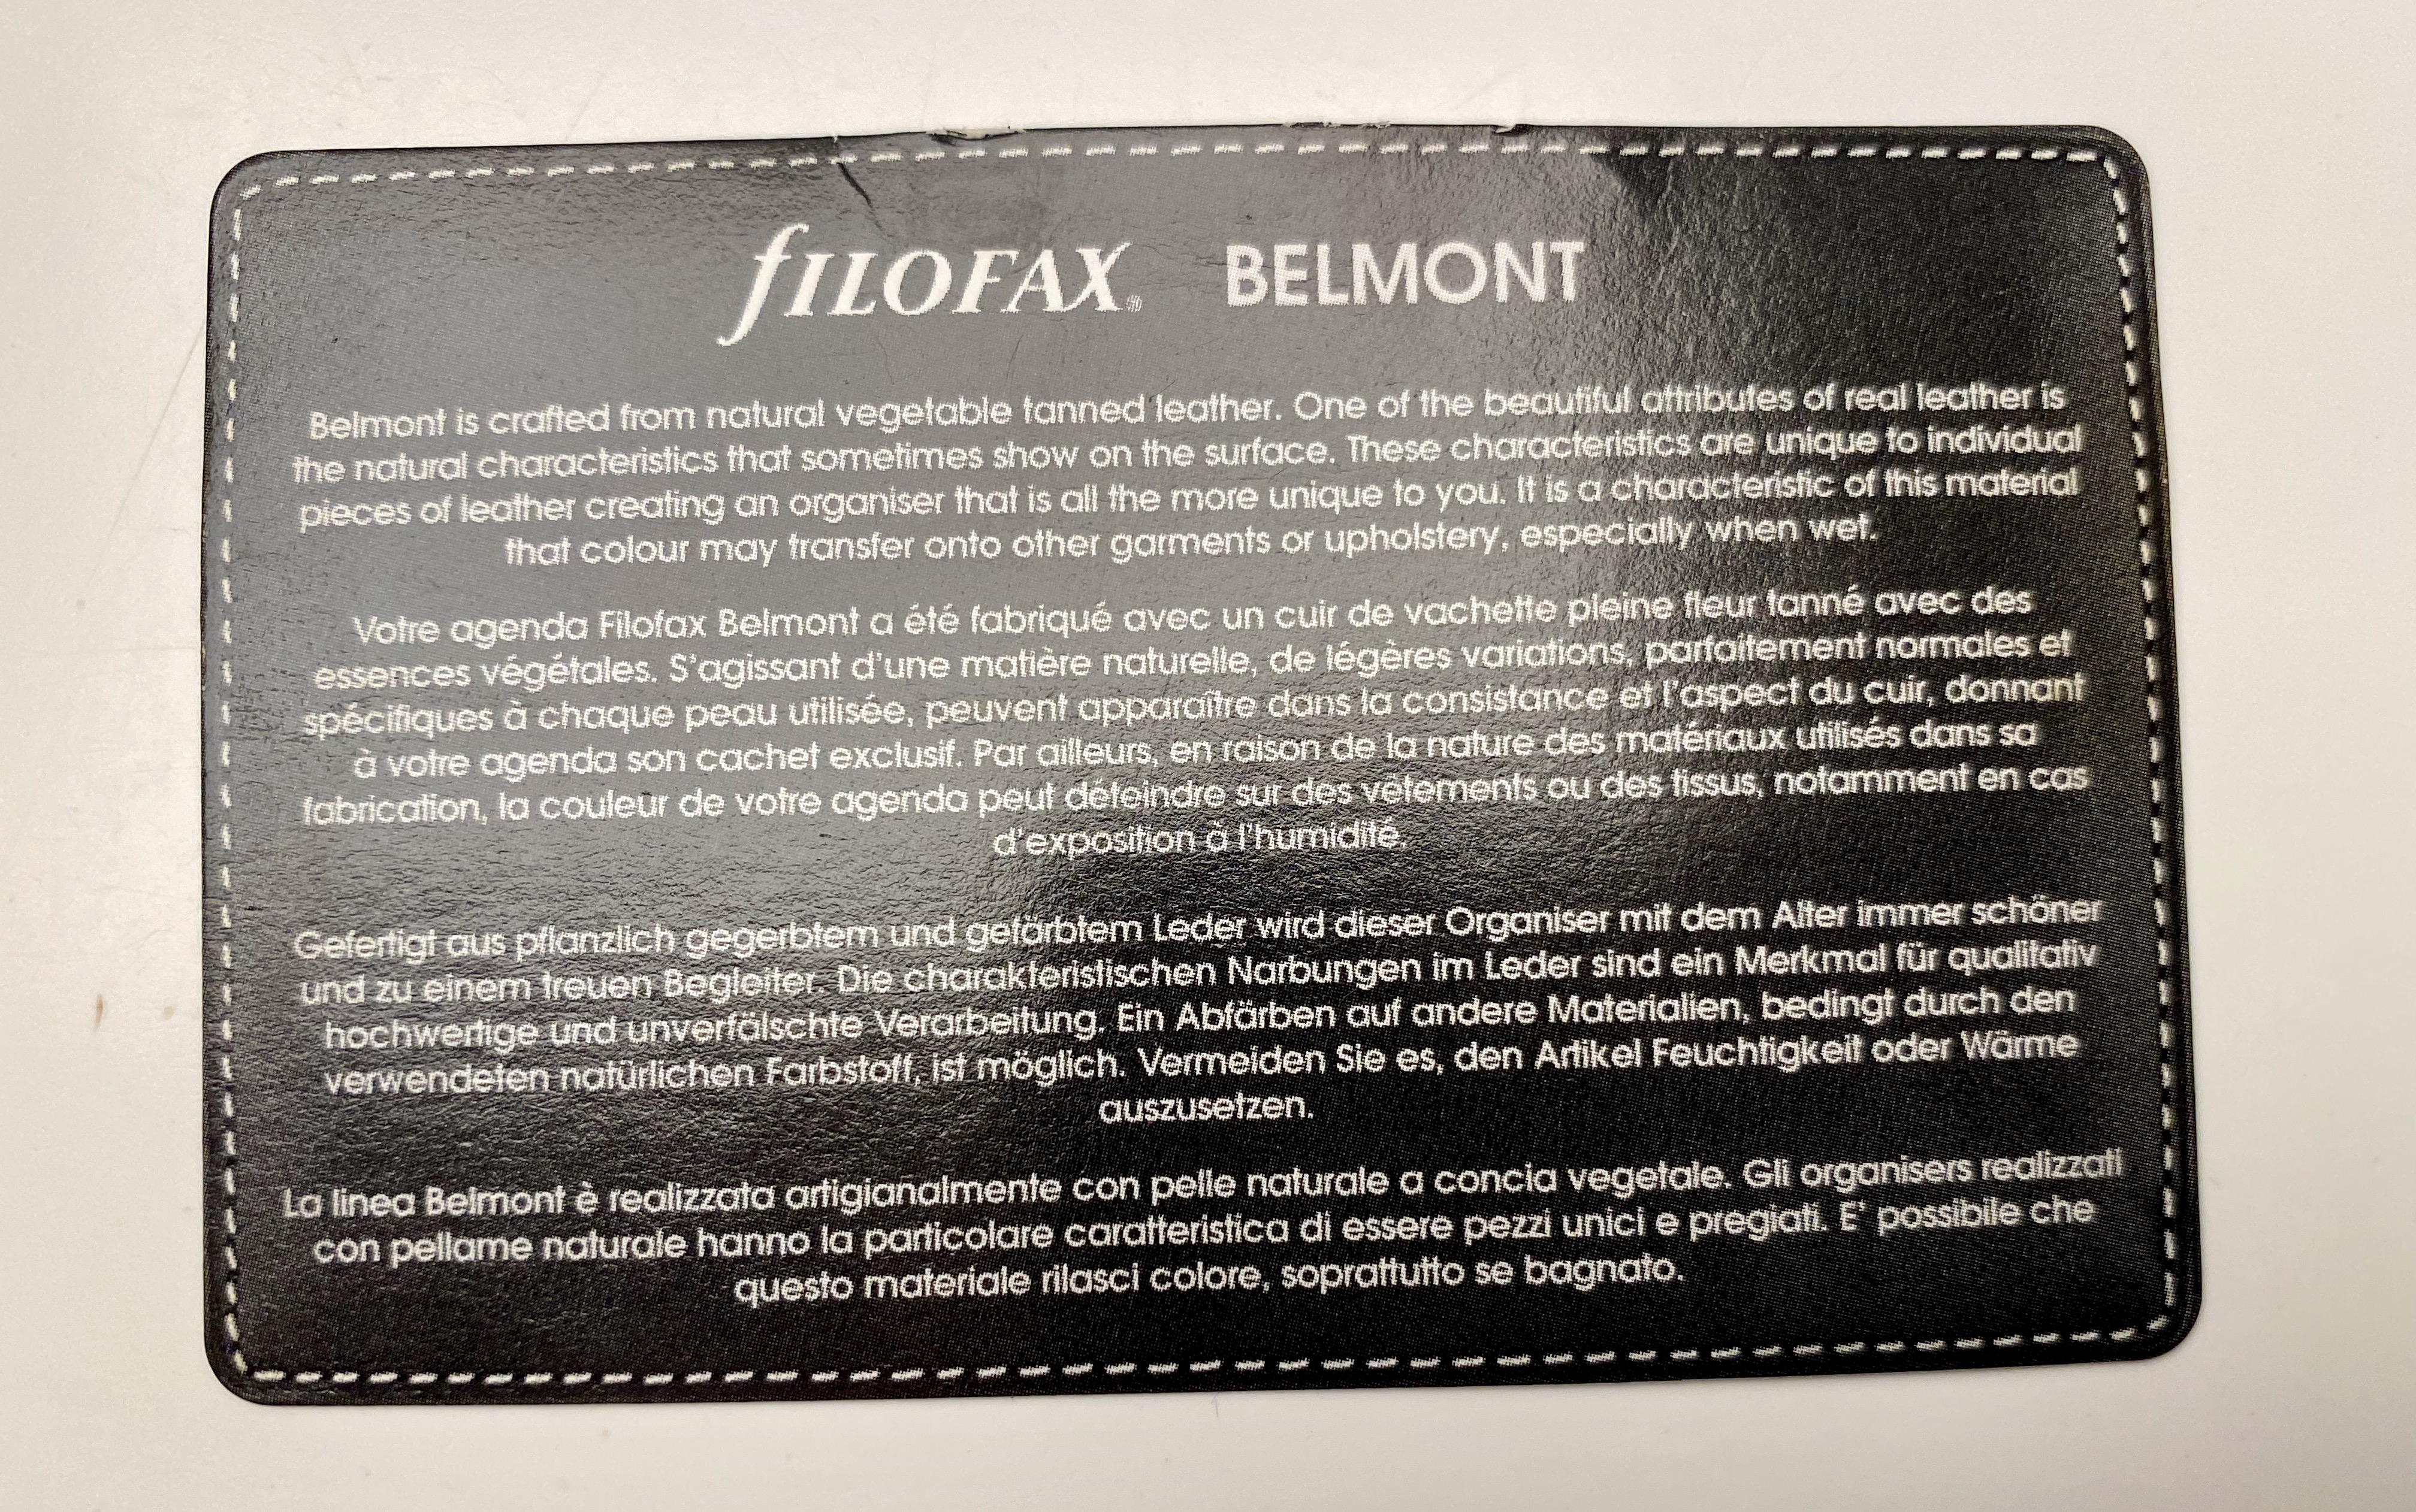 fILOFAX® BELMONT
Belmont is crafted from natural vegetable tanned leather. One of the beautiful attributes of real leather is
the natural characteristics that sometimes show on the surface. These characteristics are unique to individual
pieces of leather creating an organiser that is all the more unique to you. It is a characteristic of this material
that colour may transfer onto other garments or upholstery, especially when wet.
Votre agenda Filofax Belmont a été fabriqué avec un cuir de vachette pleine fleur tanné avec des
essences végétales. S'agissant d'une matière naturelle, de légères variations, parfaitement normales et
spécifiques à chaque peau utilisée, peuvent apparaître dans la consistance et l'aspect du cuir, donnant
à votre agenda son cachet exclusif. Par ailleurs, en raison de la nature des matériaux utilisés dans sa
fabrication, la couleur de votre agenda peut déteindre sur des vêtements ou des tissus, notamment en cas
d'exposition à l'humidité.
Gefertigt aus pflanzlich gegerbtem und gefärbtem Leder wird dieser Organiser mit dem Alter immer schöner
und zu einem treuen Begleiter. Die charakteristischen Narbungen im Leder sind ein Merkmal für qualitativ
hochwertige und unverfälschte Verarbeitung. Ein Abfärben auf andere Materialien, bedingt durch den
verwendeten natürlichen Farbstoff, ist möglich. Vermeiden Sie es, den Artikel Feuchtigkeit oder Wärme
auszusetzen.
La linea Belmont è realizzata artigianalmente con pelle naturale a concia vegetale. Gli organisers realizzati
con pellame naturale hanno la particolare caratteristica di essere pezzi unici e pregiati. E' possibile che
questo materiale rilasci colore, soprattutto se bagnato.